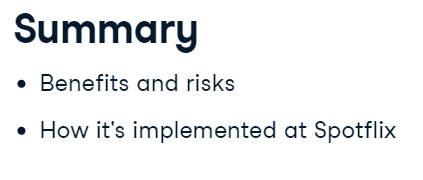 Summary
• Benefits and risks
• How it's implemented at Spotflix